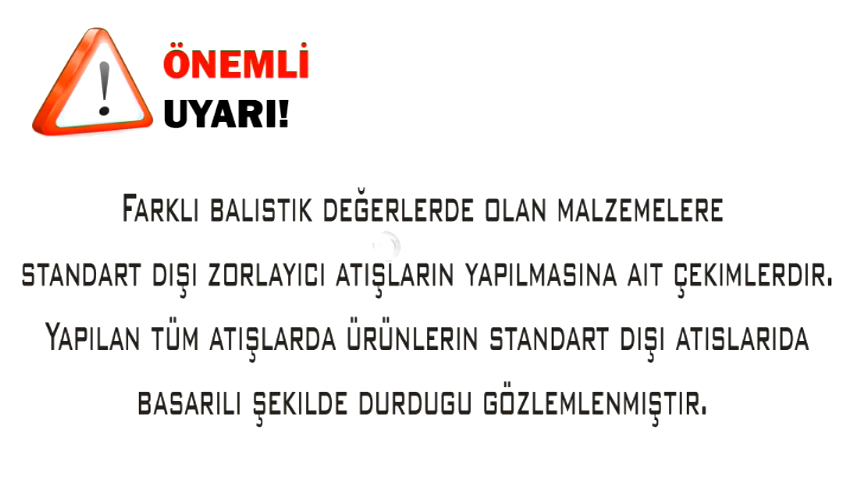 ÖNEMLİ
UYARI!
FARKLI BALISTIK DEĞERLERDE OLAN MALZEMELERE
STANDART DIŞI ZORLAYICI ATIŞLARIN YAPILMASINA AIT ÇEKIMLERDIR.
YAPILAN TÜM ATIŞLARDA ÜRÜNLERIN STANDART DIŞI ATISLARIDA
BASARILI ŞEKILDE DURDUGU GÖZLEMLENMIŞTIR.